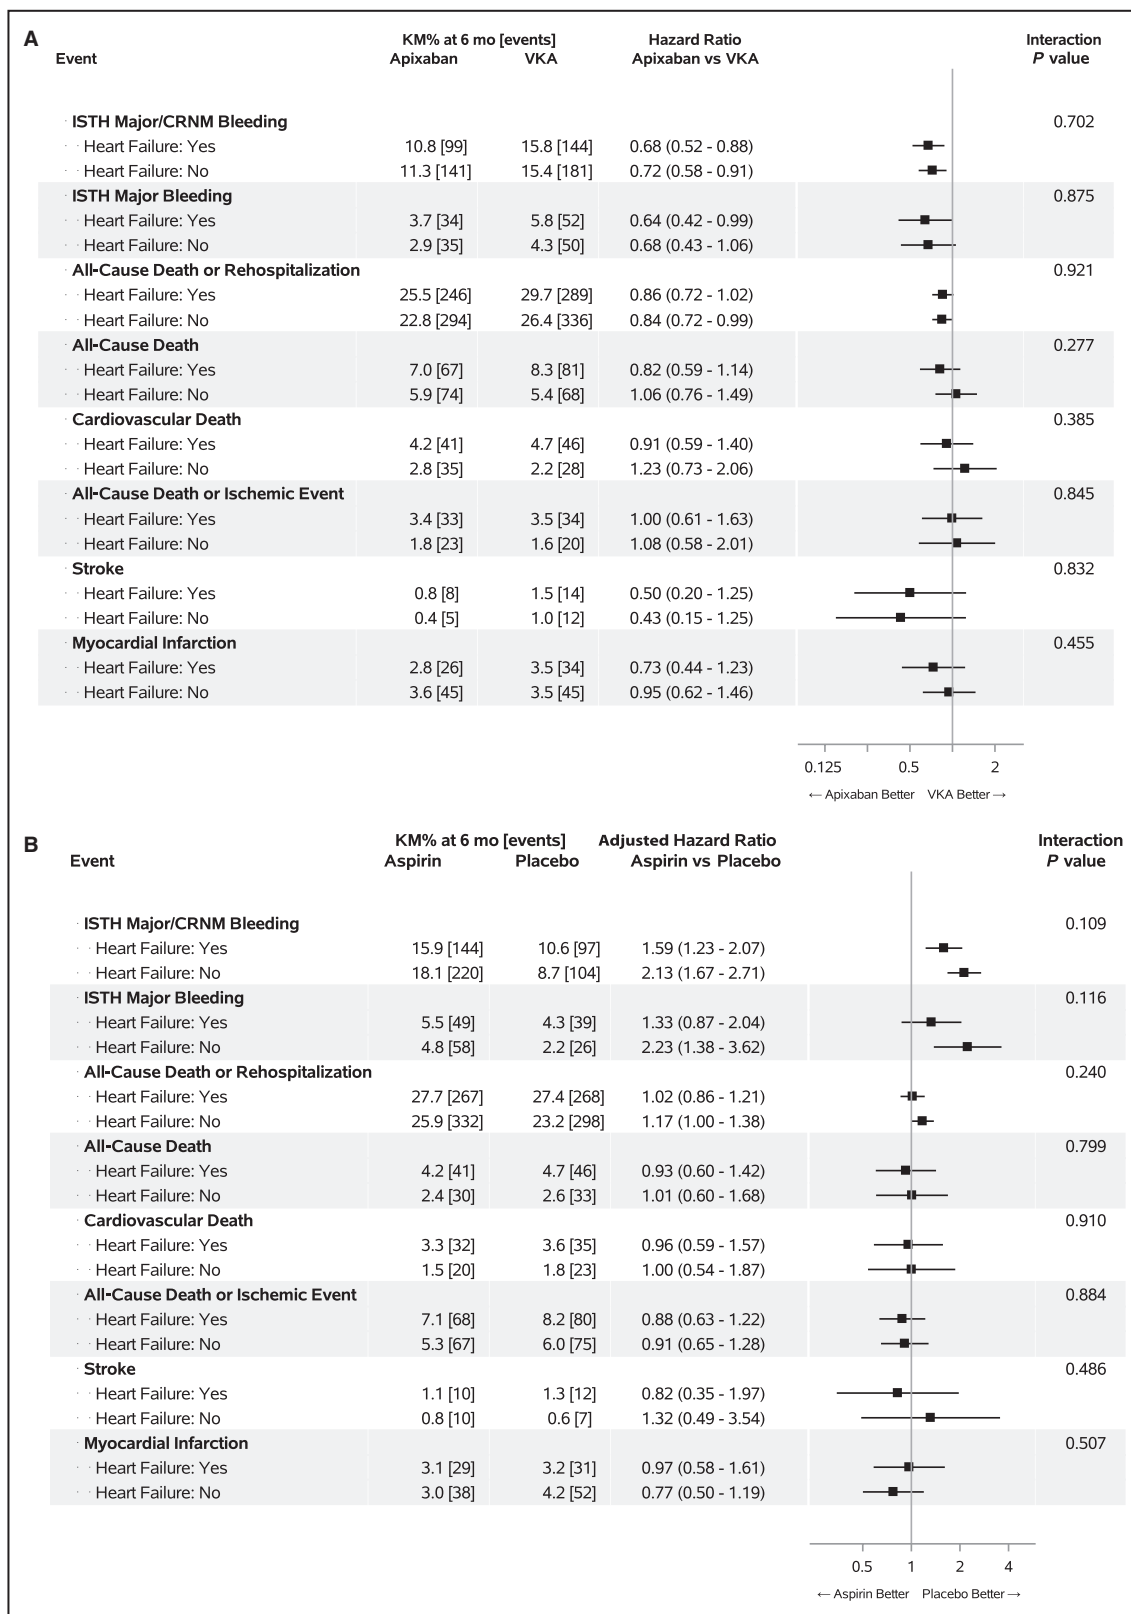 A
KM% at 6 mo [events] Hazard Ratio Interaction
Event Apixaban VKA Apixaban vs VKA P value
ISTH Major/CRNM Bleeding 0.702
Heart Failure: Yes 10.8 [99] 15.8 [144] 0.68 (0.52 - 0.88)
Heart Failure: No 11.3 [141] 15.4 [181] 0.72 (0.58 - 0.91)
ISTH Major Bleeding 0.875
Heart Failure: Yes 3.7 [34] 5.8 [52] 0.64 (0.42 - 0.99)
Heart Failure: No 2.9 [35] 4.3 [50] 0.68 (0.43 - 1.06)
All-Cause Death or Rehospitalization 0.921
Heart Failure: Yes 25.5 [246] 29.7 [289] 0.86 (0.72 - 1.02)
Heart Failure: No 22.8 [294] 26.4 [336] 0.84 (0.72 - 0.99)
All-Cause Death 0.277
Heart Failure: Yes 7.0 [67] 8.3 [81] 0.82 (0.59 - 1.14)
Heart Failure: No 5.9 [74] 5.4 [68] 1.06 (0.76 - 1.49)
Cardiovascular Death 0.385
Heart Failure: Yes 4.2 [41] 4.7 [46] 0.91 (0.59 - 1.40)
Heart Failure: No 2.8 [35] 2.2 [28] 1.23 (0.73 - 2.06)
All-Cause Death or Ischemic Event 0.845
Heart Failure: Yes 3.4 [33] 3.5 [34] 1.00 (0.61 - 1.63)
Heart Failure: No 1.8 [23] 1.6 [20] 1.08 (0.58 - 2.01)
Stroke 0.832
Heart Failure: Yes 0.8 [8] 1.5 [14] 0.50 (0.20 - 1.25)
Heart Failure: No 0.4 [5] 1.0 [12] 0.43 (0.15 - 1.25)
Myocardial Infarction 0.455
Heart Failure: Yes 2.8 [26] 3.5 [34] 0.73 (0.44 - 1.23)
Heart Failure: No 3.6 [45] 3.5 [45] 0.95 (0.62 - 1.46)
0.125 0.5 2
← Apixaban Better VKA Better →
B
KM% at 6 mo [events] Adjusted Hazard Ratio Interaction
Event Aspirin Placebo Aspirin vs Placebo P value
ISTH Major/CRNM Bleeding 0.109
Heart Failure: Yes 15.9 [144] 10.6 [97] 1.59 (1.23 - 2.07)
Heart Failure: No 18.1 [220] 8.7 [104] 2.13 (1.67 - 2.71)
ISTH Major Bleeding 0.116
Heart Failure: Yes 5.5 [49] 4.3 [39] 1.33 (0.87 - 2.04)
Heart Failure: No 4.8 [58] 2.2 [26] 2.23 (1.38 - 3.62)
All-Cause Death or Rehospitalization 0.240
Heart Failure: Yes 27.7 [267] 27.4 [268] 1.02 (0.86 - 1.21)
Heart Failure: No 25.9 [332] 23.2 [298] 1.17 (1.00 - 1.38)
All-Cause Death 0.799
Heart Failure: Yes 4.2 [41] 4.7 [46] 0.93 (0.60 - 1.42)
Heart Failure: No 2.4 [30] 2.6 [33] 1.01 (0.60 - 1.68)
Cardiovascular Death 0.910
Heart Failure: Yes 3.3 [32] 3.6 [35] 0.96 (0.59 - 1.57)
Heart Failure: No 1.5 [20] 1.8 [23] 1.00 (0.54 - 1.87)
All-Cause Death or Ischemic Event 0.884
Heart Failure: Yes 7.1 [68] 8.2 [80] 0.88 (0.63 - 1.22)
Heart Failure: No 5.3 [67] 6.0 [75] 0.91 (0.65 - 1.28)
Stroke 0.486
Heart Failure: Yes 1.1 [10] 1.3 [12] 0.82 (0.35 - 1.97)
Heart Failure: No 0.8 [10] 0.6 [7] 1.32 (0.49 - 3.54)
Myocardial Infarction 0.507
Heart Failure: Yes 3.1 [29] 3.2 [31] 0.97 (0.58 - 1.61)
Heart Failure: No 3.0 [38] 4.2 [52] 0.77 (0.50 - 1.19)
0.5 1 2 4
← Aspirin Better Placebo Better →